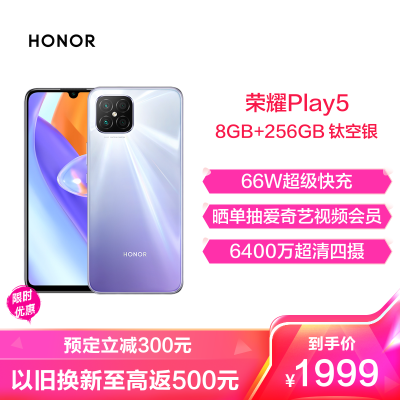 HONOR
荣耀Play5
8GB+256GB 钛空银
66W超级快充
晒单抽爱奇艺视频会员
6400万超清四摄
HONOR
限时
优惠
预定立减300元
以旧换新至高返500元
到手价
¥1999